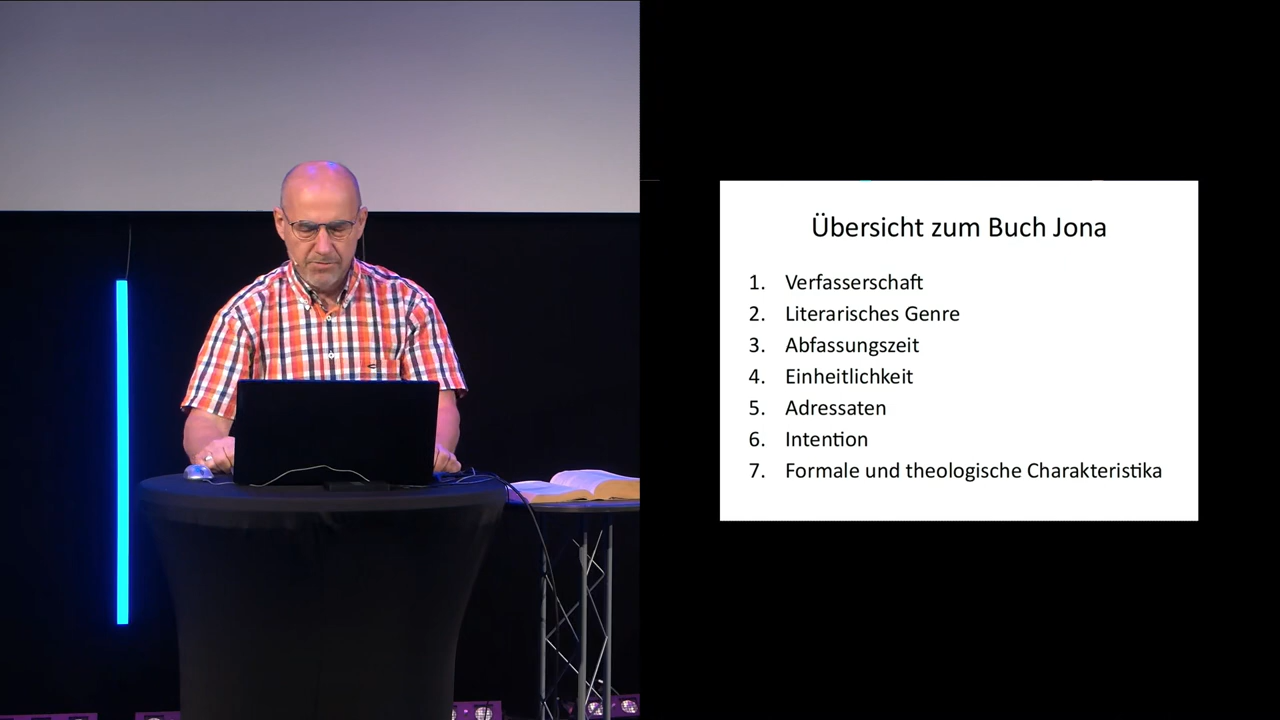 Übersicht zum Buch Jona
1. Verfasserschaft
2. Literarisches Genre
3. Abfassungszeit
4. Einheitlichkeit
5. Adressaten
6. Intention
7. Formale und theologische Charakteristika